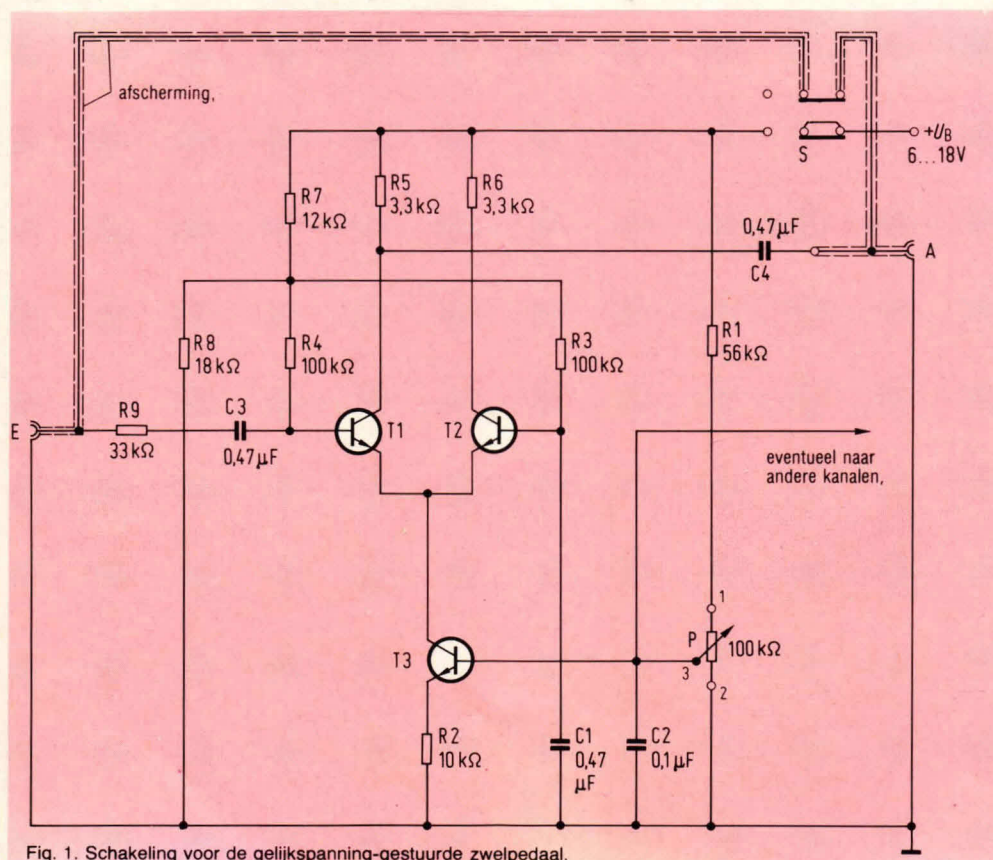 afscherming,
S
+UB
6...18V
R7
12kΩ
R5
3,3kΩ
R6
3,3kΩ
0,47µF
C4
A
R8
18kΩ
R4
100kΩ
R3
100kΩ
R1
56kΩ
E
R9
33kΩ
C3
0,47µF
T1
T2
eventueel naar
andere kanalen,
1
P
100kΩ
3
2
T3
R2
10kΩ
C1
0,47
µF
C2
0,1µF
Fig. 1. Schakeling voor de gelijkspanning-gestuurde zwelpedaal.